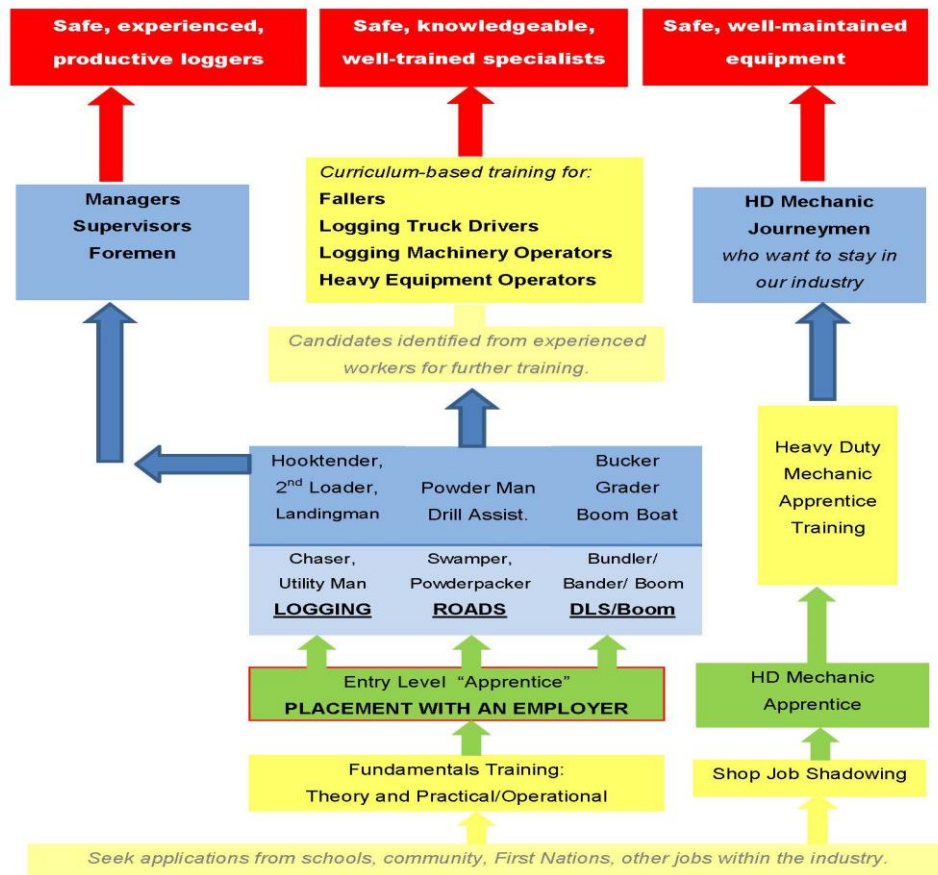 Safe, experienced,
productive loggers
Safe, knowledgeable,
well-trained specialists
Safe, well-maintained
equipment
Managers
Supervisors
Foremen
Curriculum-based training for:
Fallers
Logging Truck Drivers
Logging Machinery Operators
Heavy Equipment Operators
HD Mechanic
Journeymen
who want to stay in
our industry
Candidates identified from experienced
workers for further training.
Hooktender,
2nd Loader,
Landingman
Powder Man
Drill Assist.
Bucker
Grader
Boom Boat
Heavy Duty
Mechanic
Apprentice
Training
Chaser,
Utility Man
LOGGING
Swamper,
Powderpacker
ROADS
Bundler/
Bander/ Boom
DLS/Boom
Entry Level "Apprentice"
PLACEMENT WITH AN EMPLOYER
HD Mechanic
Apprentice
Fundamentals Training:
Theory and Practical/Operational
Shop Job Shadowing
Seek applications from schools, community, First Nations, other jobs within the industry.